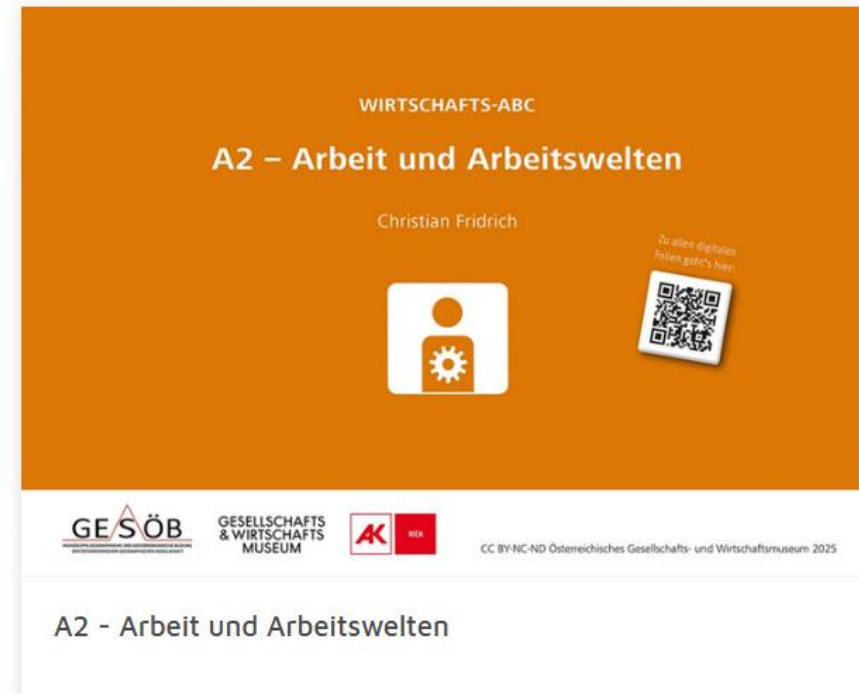 WIRTSCHAFTS-ABC
A2 – Arbeit und Arbeitswelten
Christian Fridrich
Zu allen digitalen
Folien geht's hier:
GESÖB
GESELLSCHAFTS
& WIRTSCHAFTS
MUSEUM
AK
WIEN
CC BY-NC-ND Österreichisches Gesellschafts- und Wirtschaftsmuseum 2025
A2 - Arbeit und Arbeitswelten